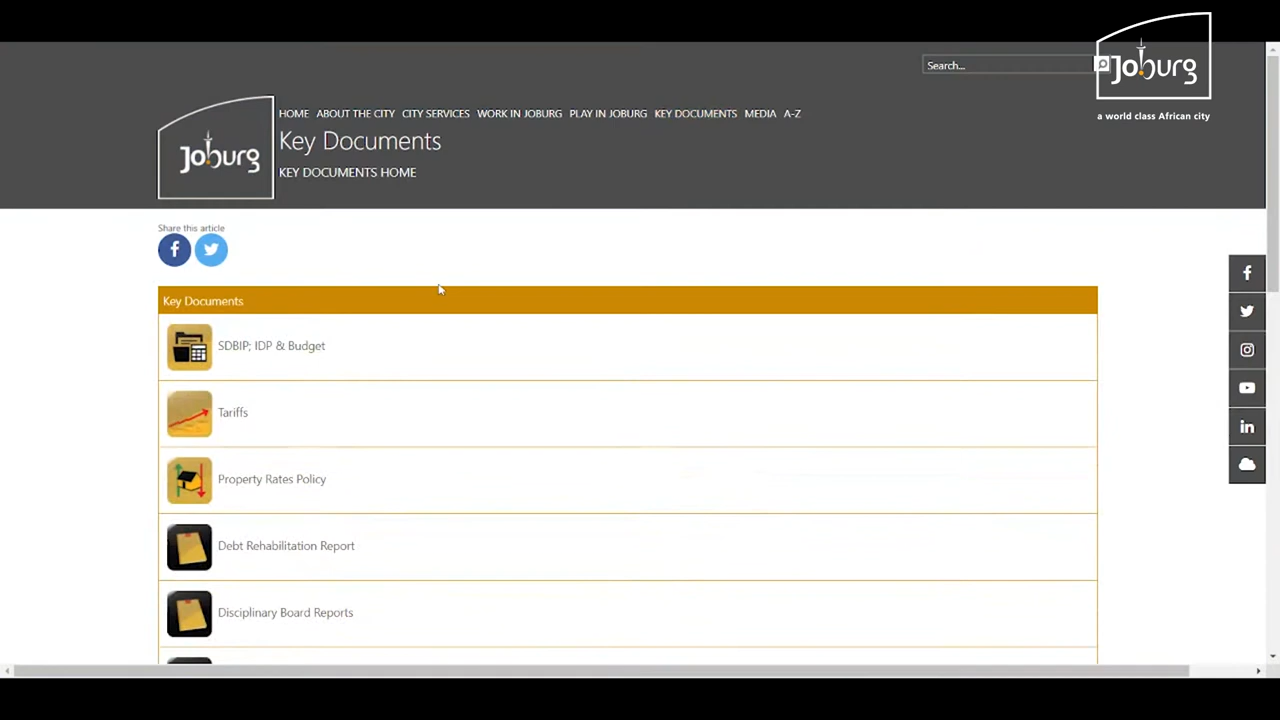 Search...
Joburg
a world class African city
HOME ABOUT THE CITY CITY SERVICES WORK IN JOBURG PLAY IN JOBURG KEY DOCUMENTS MEDIA A-Z
Joburg
Key Documents
KEY DOCUMENTS HOME
Share this article
Key Documents
SDBIP; IDP & Budget
Tariffs
Property Rates Policy
Debt Rehabilitation Report
Disciplinary Board Reports